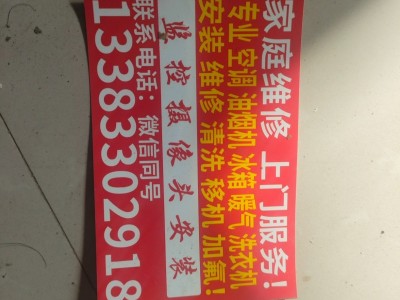 家庭维修 上门服务!
专业 空调 油烟机 冰箱 暖气 洗衣机
安装 维修 清洗 移机 加氟!
监控摄像头安装
联系电话:微信同号
13383302918